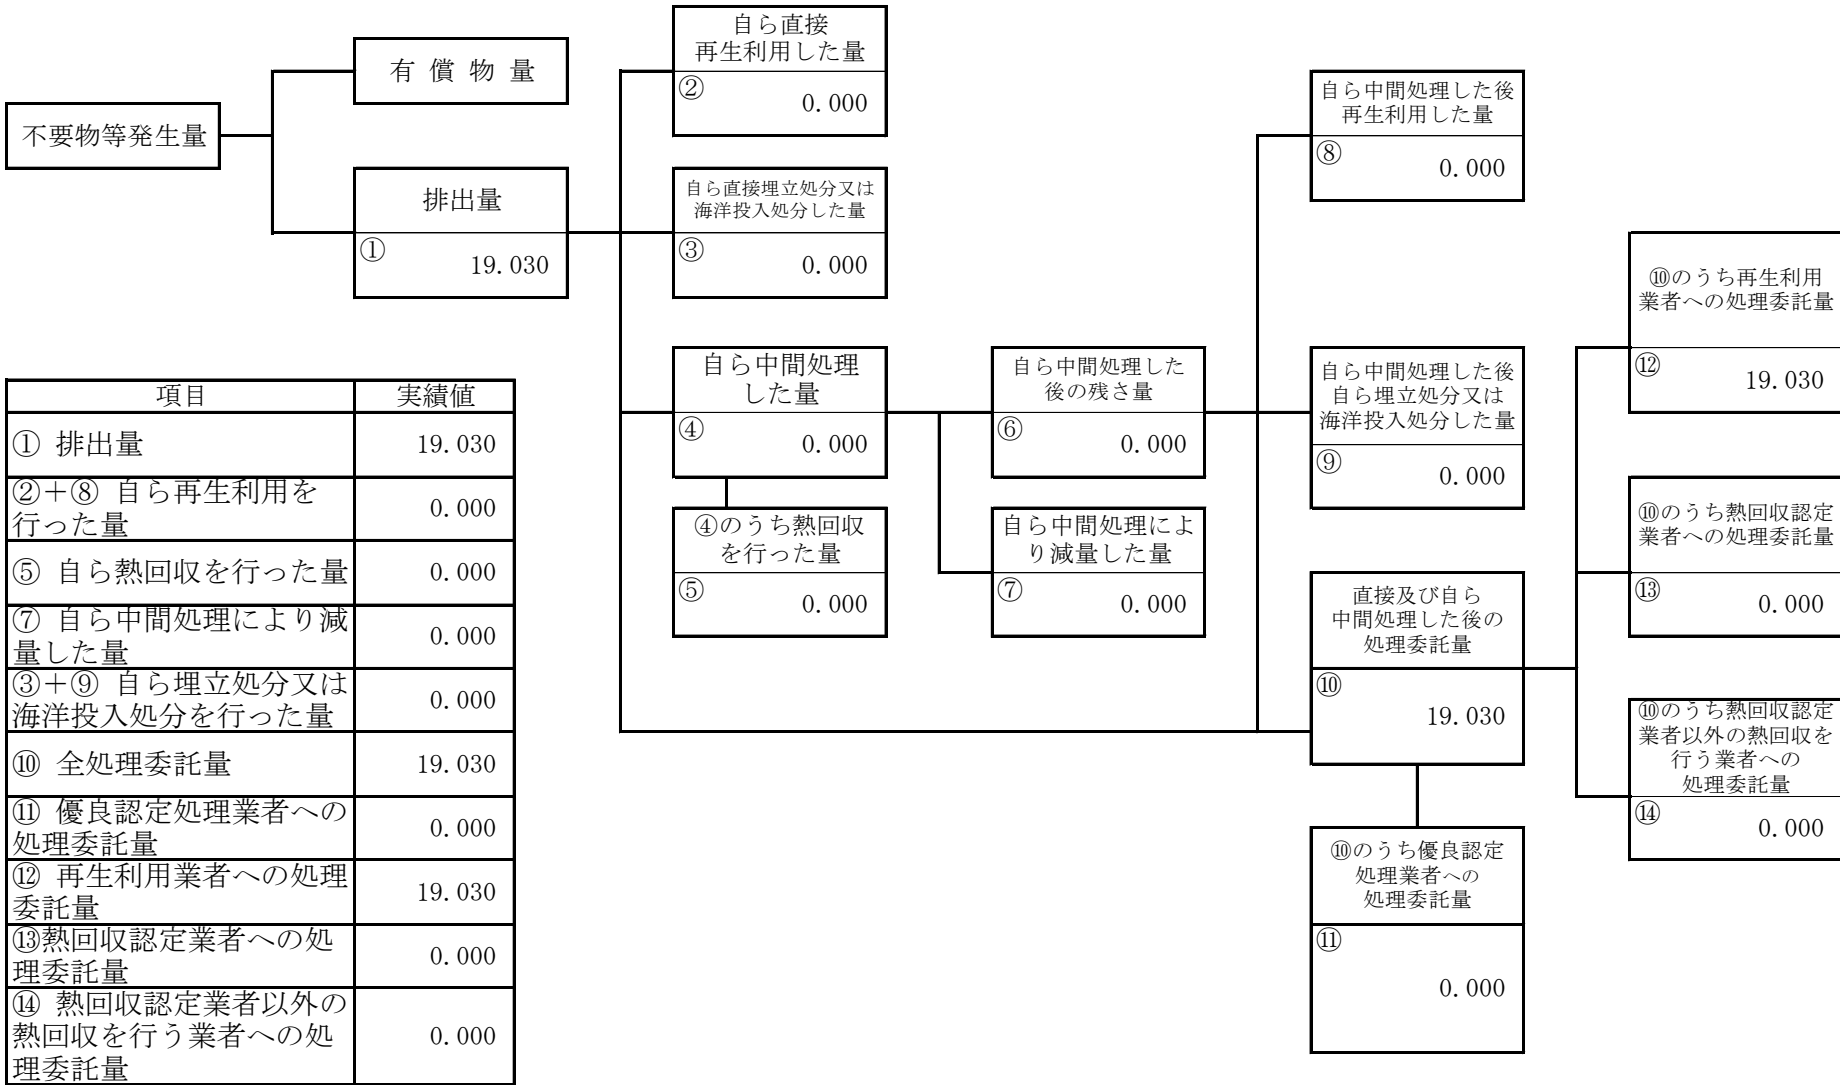 不要物等発生量
有 償 物 量
排出量
①
19.030
自ら直接
再生利用した量
②
0.000
自ら直接埋立処分又は
海洋投入処分した量
③
0.000
自ら中間処理
した量
④
0.000
④のうち熱回収
を行った量
⑤
0.000
自ら中間処理した
後の残さ量
⑥
0.000
自ら中間処理によ
り減量した量
⑦
0.000
自ら中間処理した後
再生利用した量
⑧
0.000
自ら中間処理した後
自ら埋立処分又は
海洋投入処分した量
⑨
0.000
直接及び自ら
中間処理した後の
処理委託量
⑩
19.030
⑩のうち優良認定
処理業者への
処理委託量
⑪
0.000
⑩のうち再生利用
業者への処理委託量
⑫
19.030
⑩のうち熱回収認定
業者への処理委託量
⑬
0.000
⑩のうち熱回収認定
業者以外の熱回収を
行う業者への
処理委託量
⑭
0.000
項目 実績値
① 排出量 19.030
②+⑧ 自ら再生利用を
行った量 0.000
⑤ 自ら熱回収を行った量 0.000
⑦ 自ら中間処理により減
量した量 0.000
③+⑨ 自ら埋立処分又は
海洋投入処分を行った量 0.000
⑩ 全処理委託量 19.030
⑪ 優良認定処理業者への
処理委託量 0.000
⑫ 再生利用業者への処理
委託量 19.030
⑬熱回収認定業者への処
理委託量 0.000
⑭ 熱回収認定業者以外の
熱回収を行う業者への処
理委託量 0.000